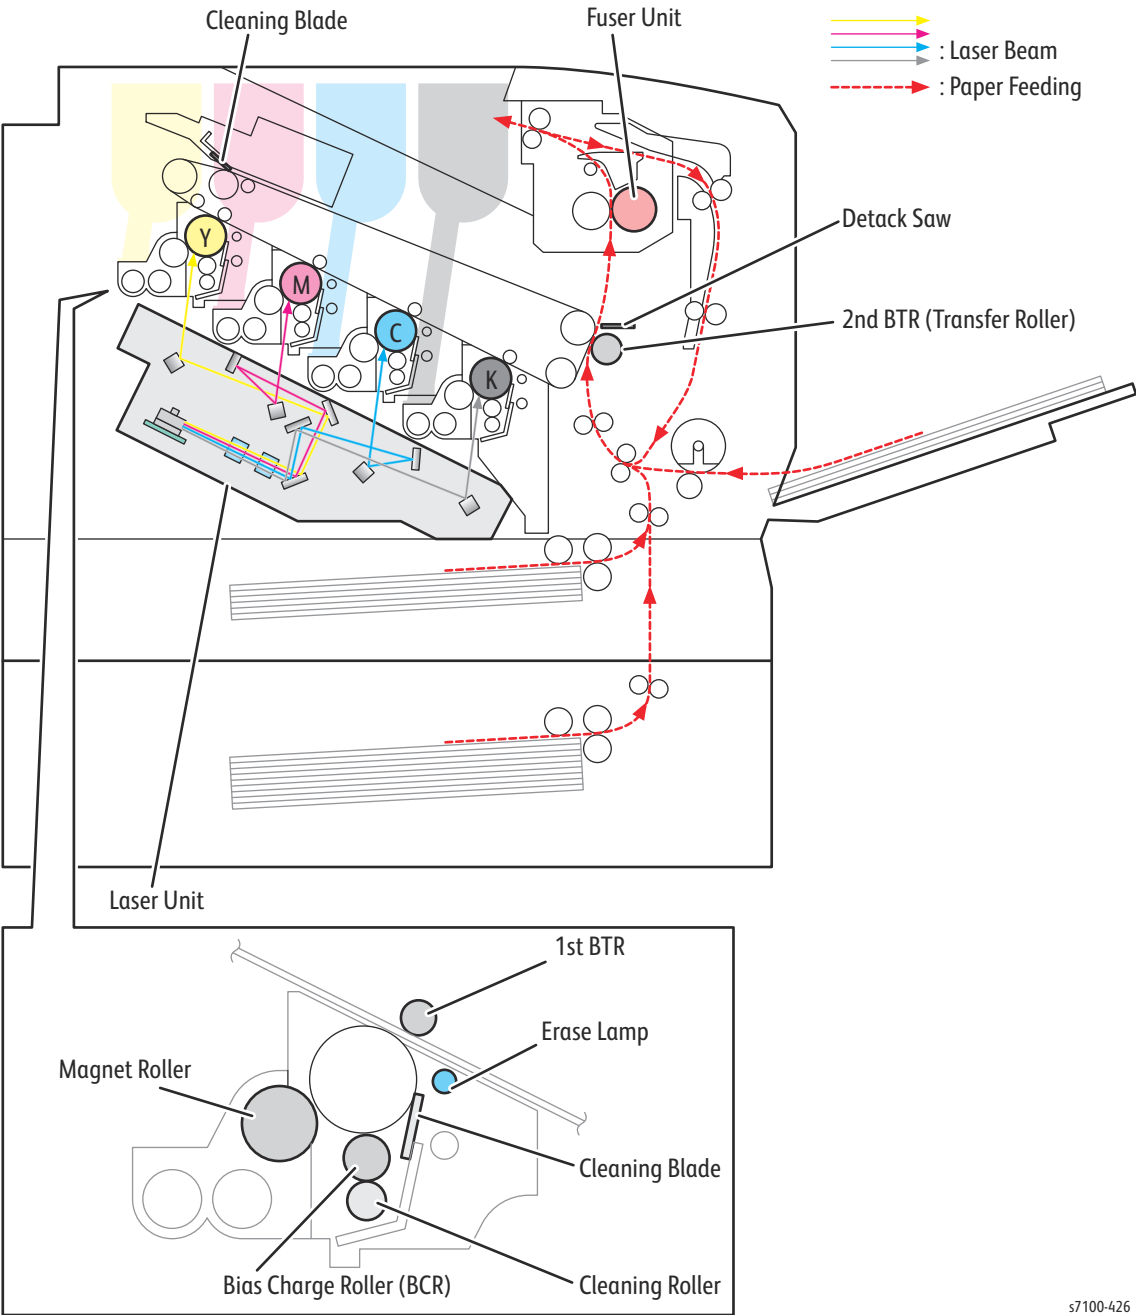 Cleaning Blade
Fuser Unit
: Laser Beam
: Paper Feeding
Y
M
C
K
Detack Saw
2nd BTR (Transfer Roller)
Laser Unit
1st BTR
Erase Lamp
Magnet Roller
Cleaning Blade
Bias Charge Roller (BCR)
Cleaning Roller
s7100-426